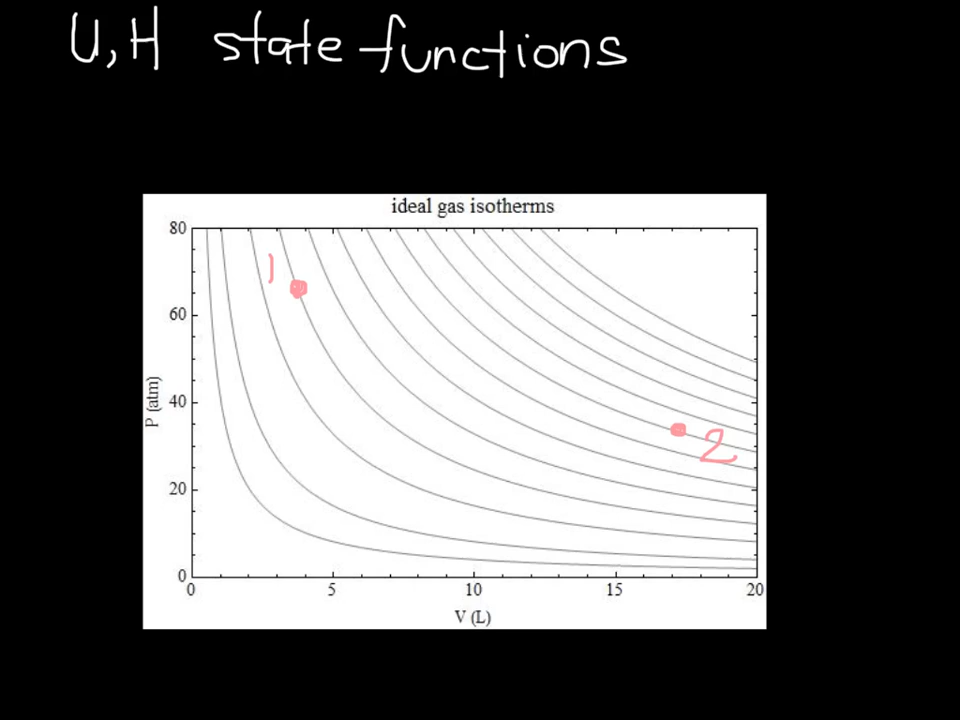 U, H state functions
ideal gas isotherms
80
1
60
P (atm)
40
2
20
0
0 5 10 15 20
V (L)